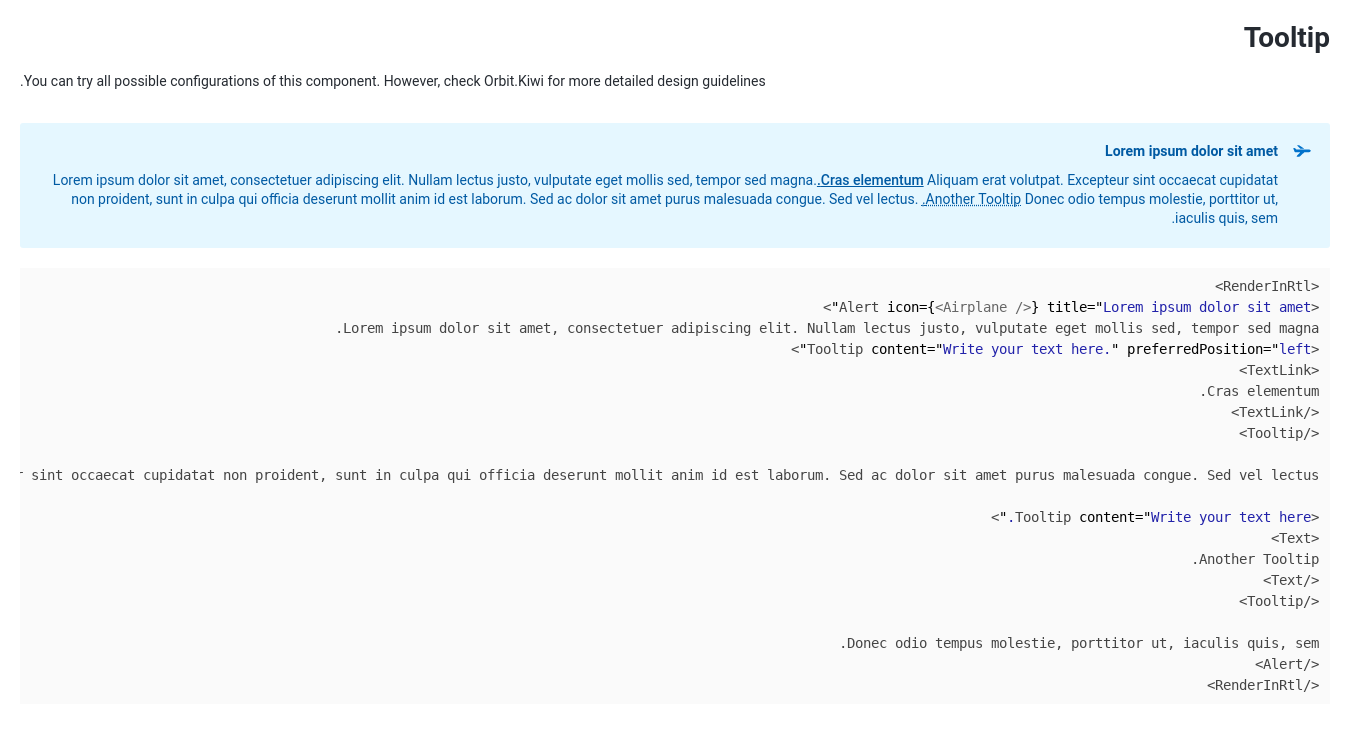 Tooltip
.You can try all possible configurations of this component. However, check Orbit.Kiwi for more detailed design guidelines
Lorem ipsum dolor sit amet
Lorem ipsum dolor sit amet, consectetuer adipiscing elit. Nullam lectus justo, vulputate eget mollis sed, tempor sed magna..Cras elementum Aliquam erat volutpat. Excepteur sint occaecat cupidatat
non proident, sunt in culpa qui officia deserunt mollit anim id est laborum. Sed ac dolor sit amet purus malesuada congue. Sed vel lectus. .Another Tooltip Donec odio tempus molestie, porttitor ut,
.iaculis quis, sem
<RenderInRtl>
<"Alert icon={<Airplane />} title="Lorem ipsum dolor sit amet>
.Lorem ipsum dolor sit amet, consectetuer adipiscing elit. Nullam lectus justo, vulputate eget mollis sed, tempor sed magna
<"Tooltip content="Write your text here." preferredPosition="left>
<TextLink>
.Cras elementum
<TextLink/>
<Tooltip/>
sint occaecat cupidatat non proident, sunt in culpa qui officia deserunt mollit anim id est laborum. Sed ac dolor sit amet purus malesuada congue. Sed vel lectus
<".Tooltip content="Write your text here>
<Text>
.Another Tooltip
<Text/>
<Tooltip/>
.Donec odio tempus molestie, porttitor ut, iaculis quis, sem
<Alert/>
<RenderInRtl/>